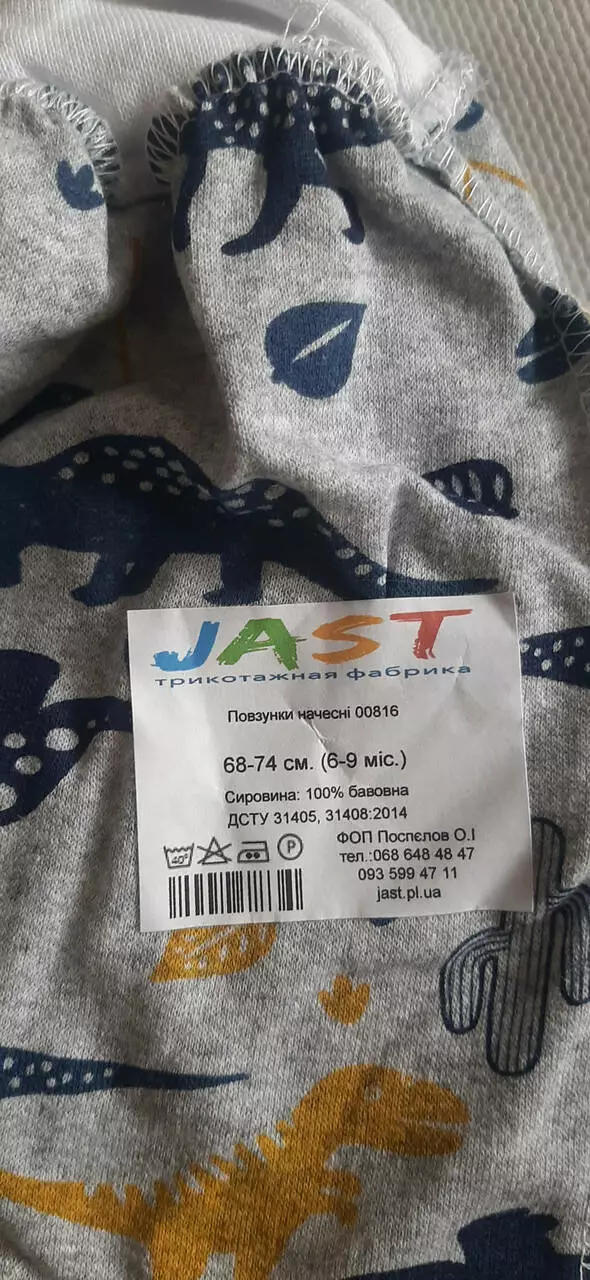 JAST
трикотажная фабрика
Повзунки начесні 00816
68-74 см. (6-9 міс.)
Сировина: 100% бавовна
ДСТУ 31405, 31408:2014
40°
P
ФОП Поспєлов О.І
тел.:068 648 48 47
093 599 47 11
jast.pl.ua